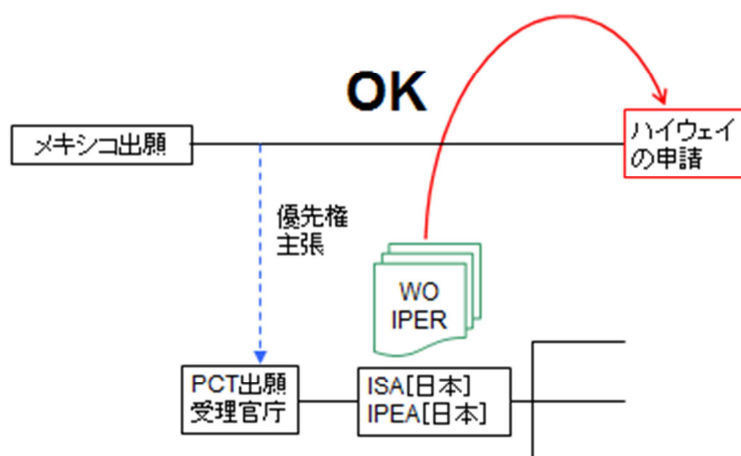 OK
メキシコ出願
ハイウェイ
の申請
優先権
主張
WO
IPER
PCT出願
受理官庁
ISA[日本]
IPEA[日本]